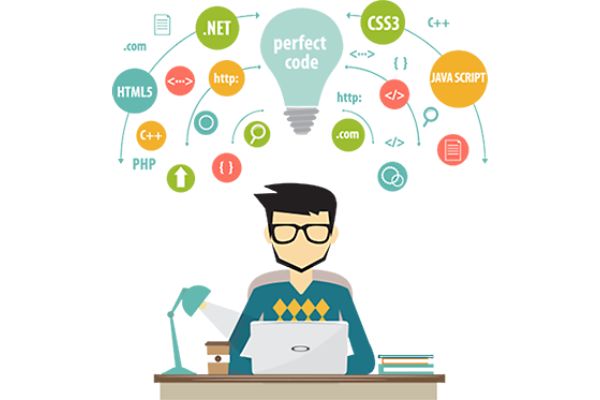 .NET
CSS3
C++
.com
perfect
code
<···>
{ }
HTML5
<···>
http:
JAVA SCRIPT
http:
</>
C++
.com
</>
PHP
{ }